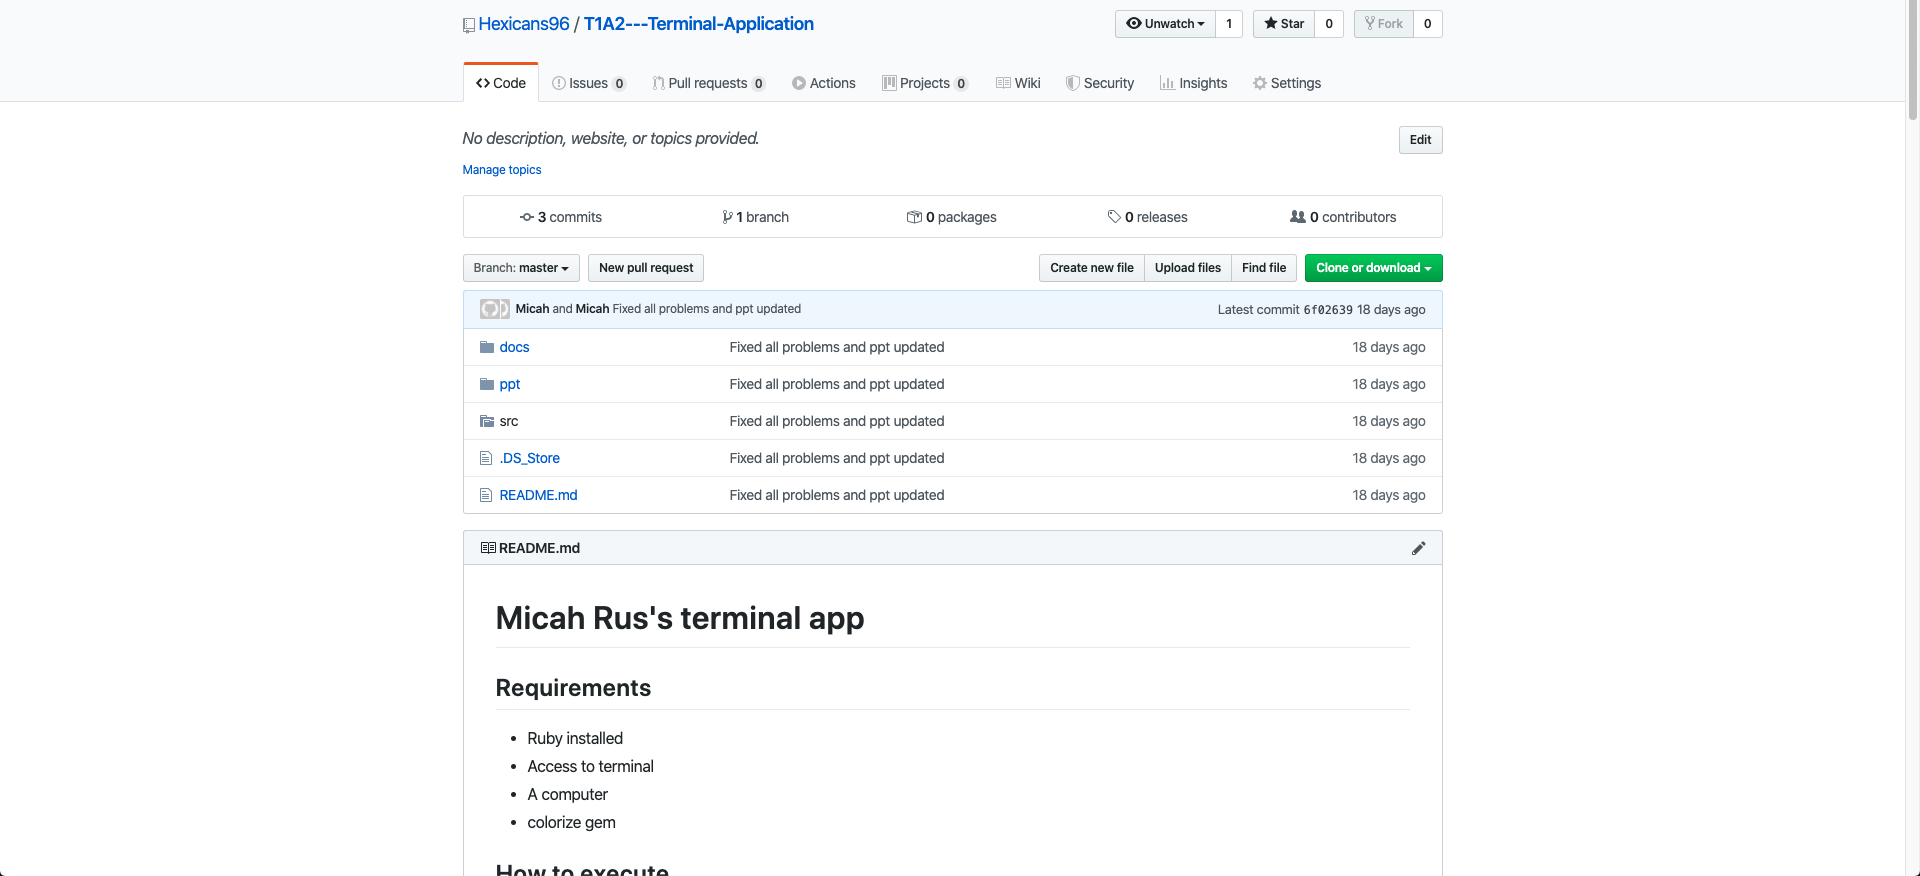 Hexicans96 / T1A2---Terminal-Application
Unwatch 1 Star 0 Fork 0
Code Issues 0 Pull requests 0 Actions Projects 0 Wiki Security Insights Settings
No description, website, or topics provided. Edit
Manage topics
3 commits 1 branch 0 packages 0 releases 0 contributors
Branch: master New pull request Create new file Upload files Find file Clone or download
Micah and Micah Fixed all problems and ppt updated Latest commit 6f02639 18 days ago
docs Fixed all problems and ppt updated 18 days ago
ppt Fixed all problems and ppt updated 18 days ago
src Fixed all problems and ppt updated 18 days ago
.DS_Store Fixed all problems and ppt updated 18 days ago
README.md Fixed all problems and ppt updated 18 days ago
README.md
Micah Rus's terminal app
Requirements
• Ruby installed
• Access to terminal
• A computer
• colorize gem
How to execute